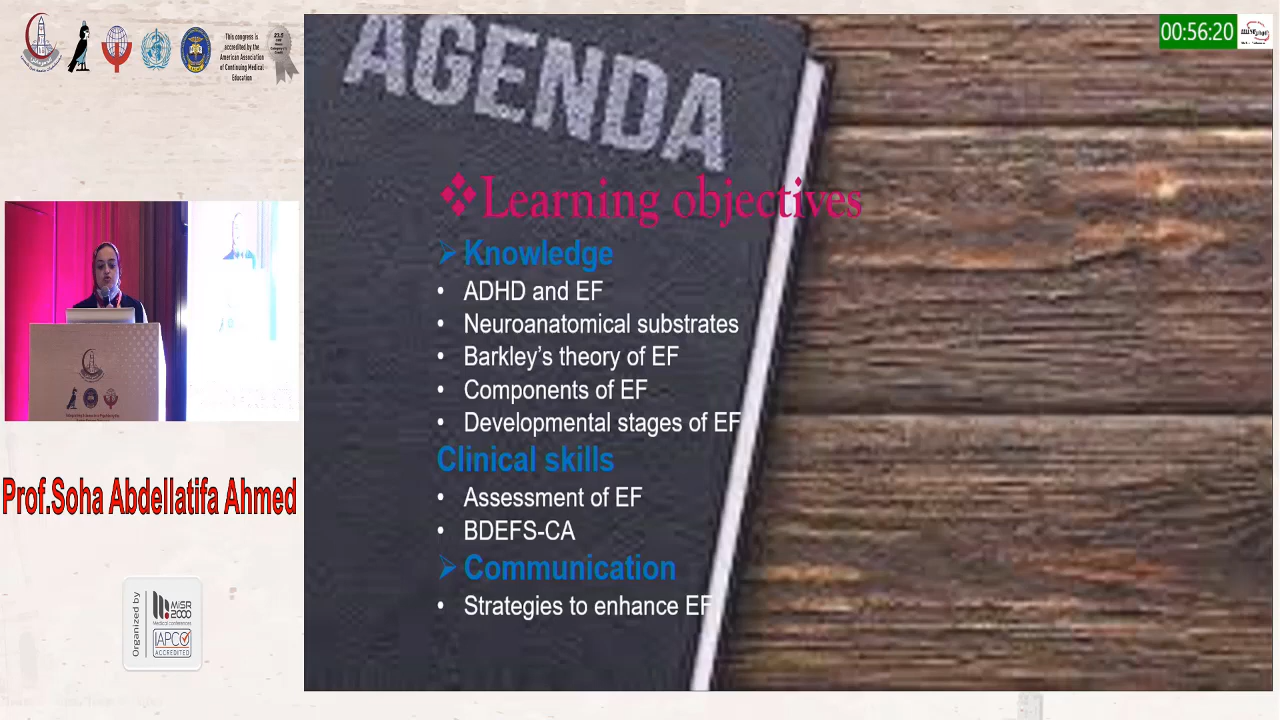 This congress is
accredited by the
American Association
of Continuing Medical
Education
00:56:20
AGENDA
❖Learning objectives
➢ Knowledge
• ADHD and EF
• Neuroanatomical substrates
• Barkley’s theory of EF
• Components of EF
• Developmental stages of EF
Clinical skills
• Assessment of EF
• BDEFS-CA
➢ Communication
• Strategies to enhance EF
Prof.Soha Abdellatifa Ahmed
Organized by
MiSR
2000
Medical conferences
IAPCO
ACCREDITED